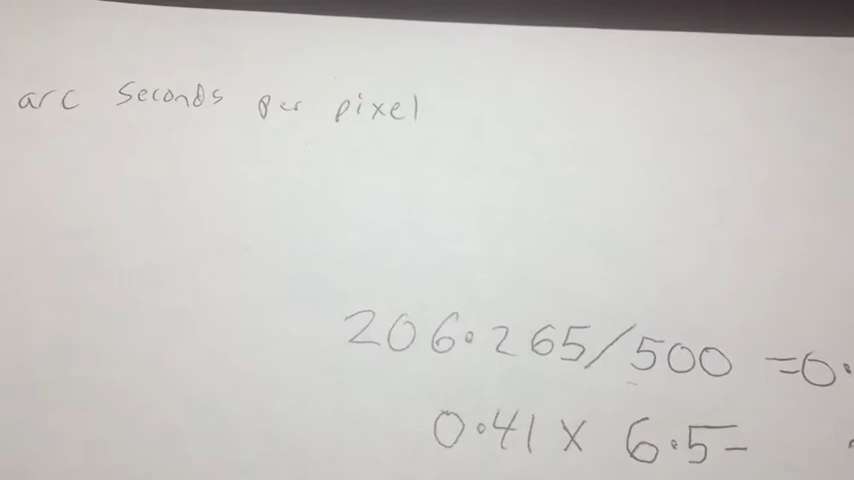 arc seconds per pixel
206.265/500 =0.
0.41 x 6.5-